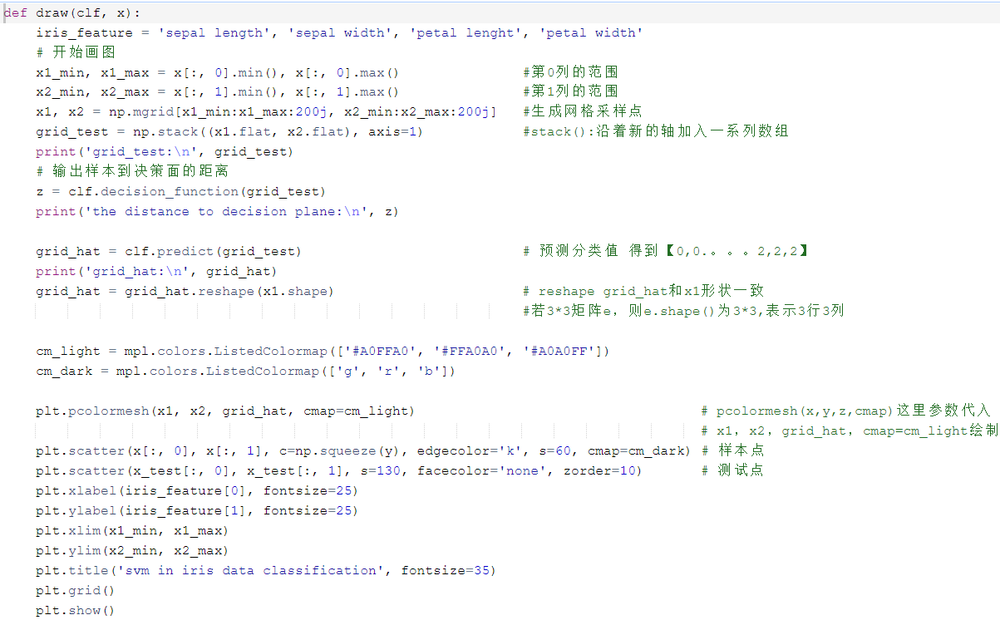 def draw(clf, x):
    iris_feature = 'sepal length', 'sepal width', 'petal lenght', 'petal width'
    # 开始画图
    x1_min, x1_max = x[:, 0].min(), x[:, 0].max()               #第0列的范围
    x2_min, x2_max = x[:, 1].min(), x[:, 1].max()               #第1列的范围
    x1, x2 = np.mgrid[x1_min:x1_max:200j, x2_min:x2_max:200j]   #生成网格采样点
    grid_test = np.stack((x1.flat, x2.flat), axis=1)            #stack():沿着新的轴加入一系列数组
    print('grid_test:\n', grid_test)
    # 输出样本到决策面的距离
    z = clf.decision_function(grid_test)
    print('the distance to decision plane:\n', z)

    grid_hat = clf.predict(grid_test)                           # 预测分类值 得到【0,0.。。。2,2,2】
    print('grid_hat:\n', grid_hat)
    grid_hat = grid_hat.reshape(x1.shape)                       # reshape grid_hat和x1形状一致
                                                                #若3*3矩阵e，则e.shape()为3*3,表示3行3列

    cm_light = mpl.colors.ListedColormap(['#A0FFA0', '#FFA0A0', '#A0A0FF'])
    cm_dark = mpl.colors.ListedColormap(['g', 'r', 'b'])

    plt.pcolormesh(x1, x2, grid_hat, cmap=cm_light)                                   # pcolormesh(x,y,z,cmap)这里参数代入
                                                                                      # x1，x2，grid_hat，cmap=cm_light绘制
    plt.scatter(x[:, 0], x[:, 1], c=np.squeeze(y), edgecolor='k', s=60, cmap=cm_dark) # 样本点
    plt.scatter(x_test[:, 0], x_test[:, 1], s=130, facecolor='none', zorder=10)       # 测试点
    plt.xlabel(iris_feature[0], fontsize=25)
    plt.ylabel(iris_feature[1], fontsize=25)
    plt.xlim(x1_min, x1_max)
    plt.ylim(x2_min, x2_max)
    plt.title('svm in iris data classification', fontsize=35)
    plt.grid()
    plt.show()